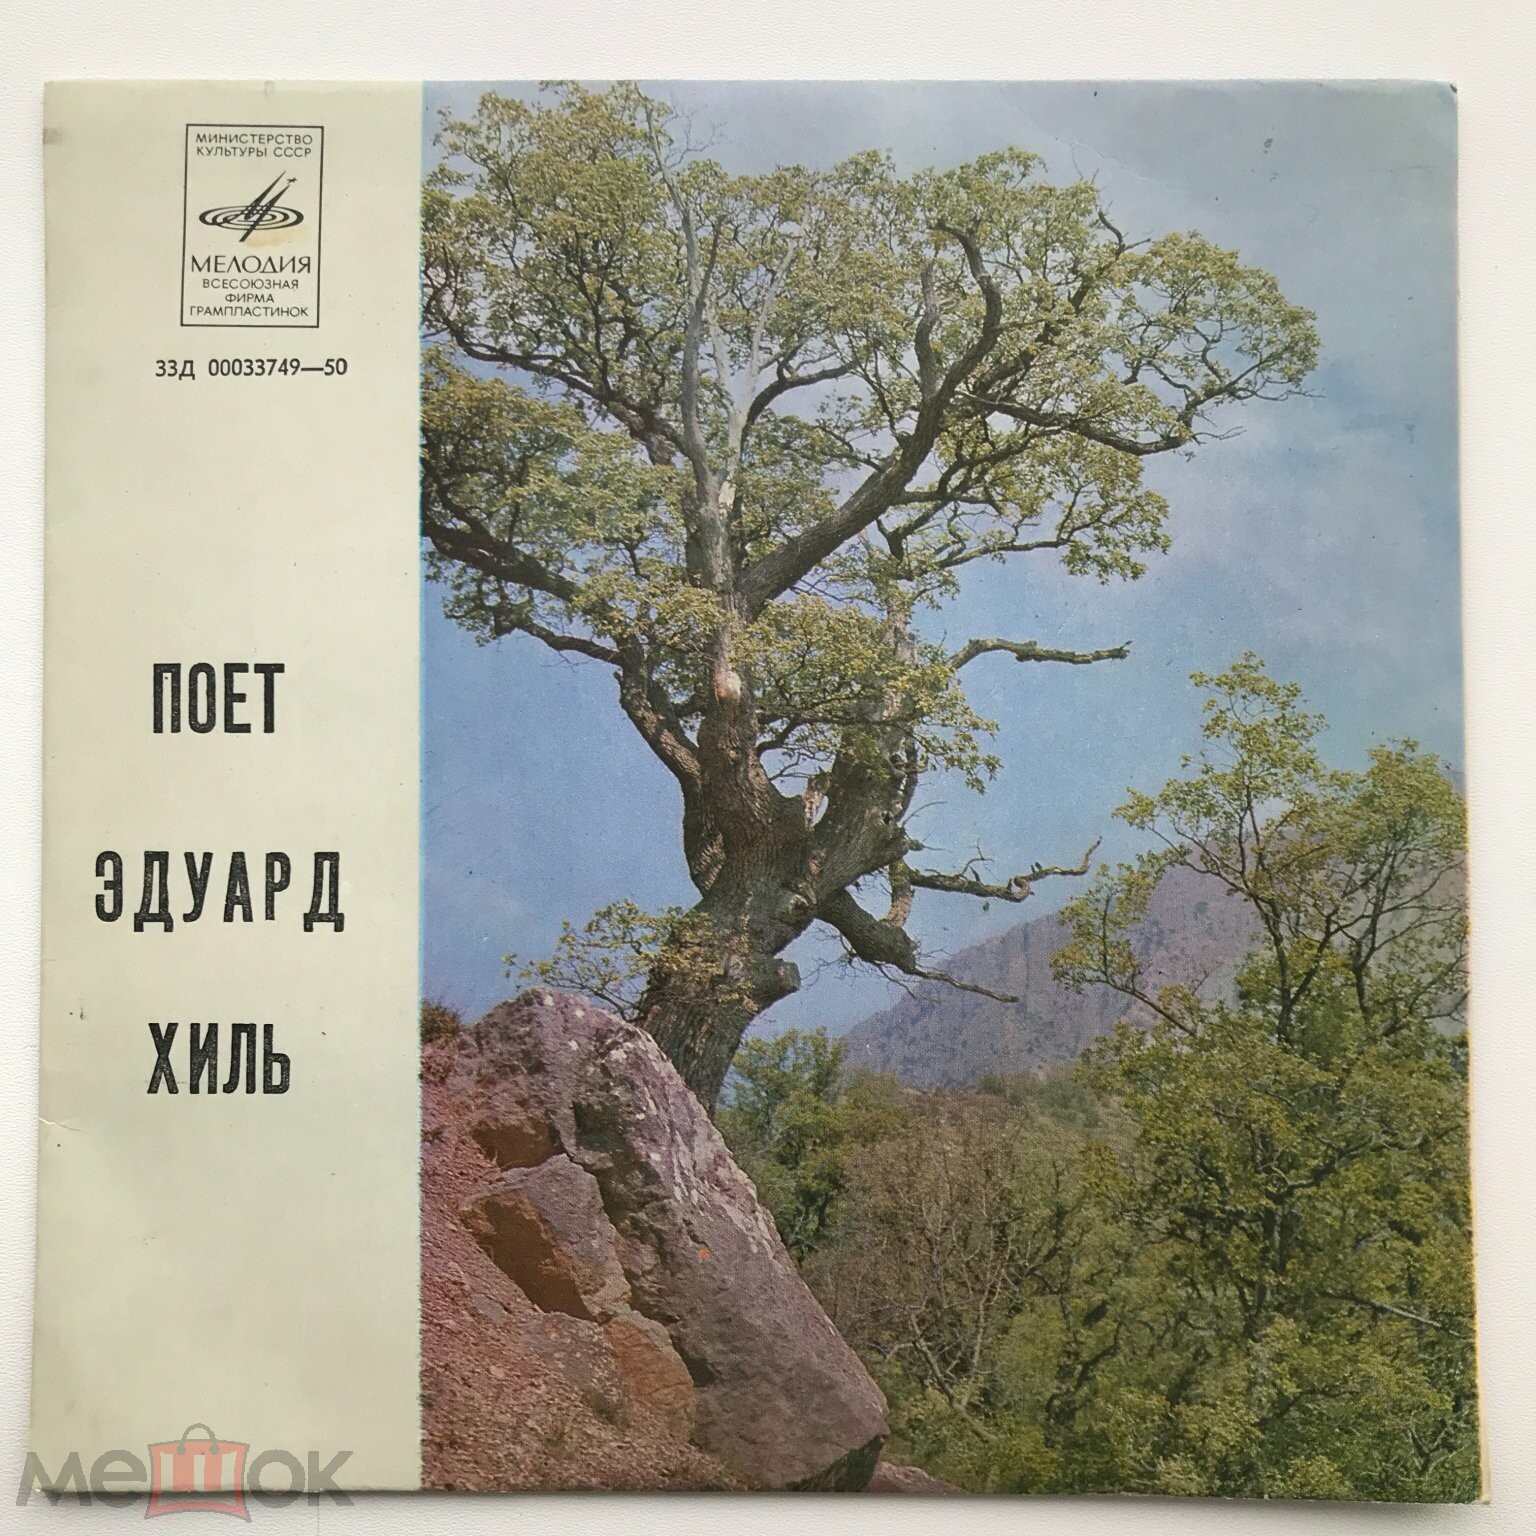 МИНИСТЕРСТВО
КУЛЬТУРЫ СССР
МЕЛОДИЯ
ВСЕСОЮЗНАЯ
ФИРМА
ГРАМПЛАСТИНОК
33Д 00033749—50
ПОЕТ
ЭДУАРД
ХИЛЬ
мешок